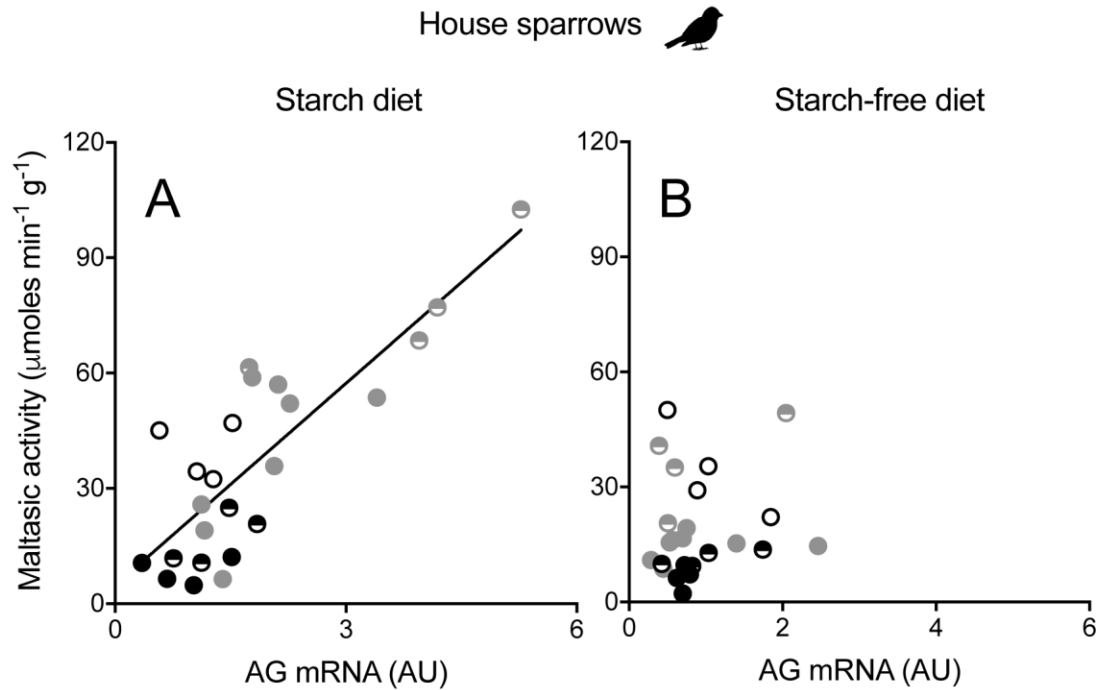 House sparrows
Starch diet
Starch-free diet
A
B
Maltasic activity (μmoles min⁻¹ g⁻¹)
120
90
60
30
0
0 3 6
AG mRNA (AU)
120
90
60
30
0
0 2 4 6
AG mRNA (AU)